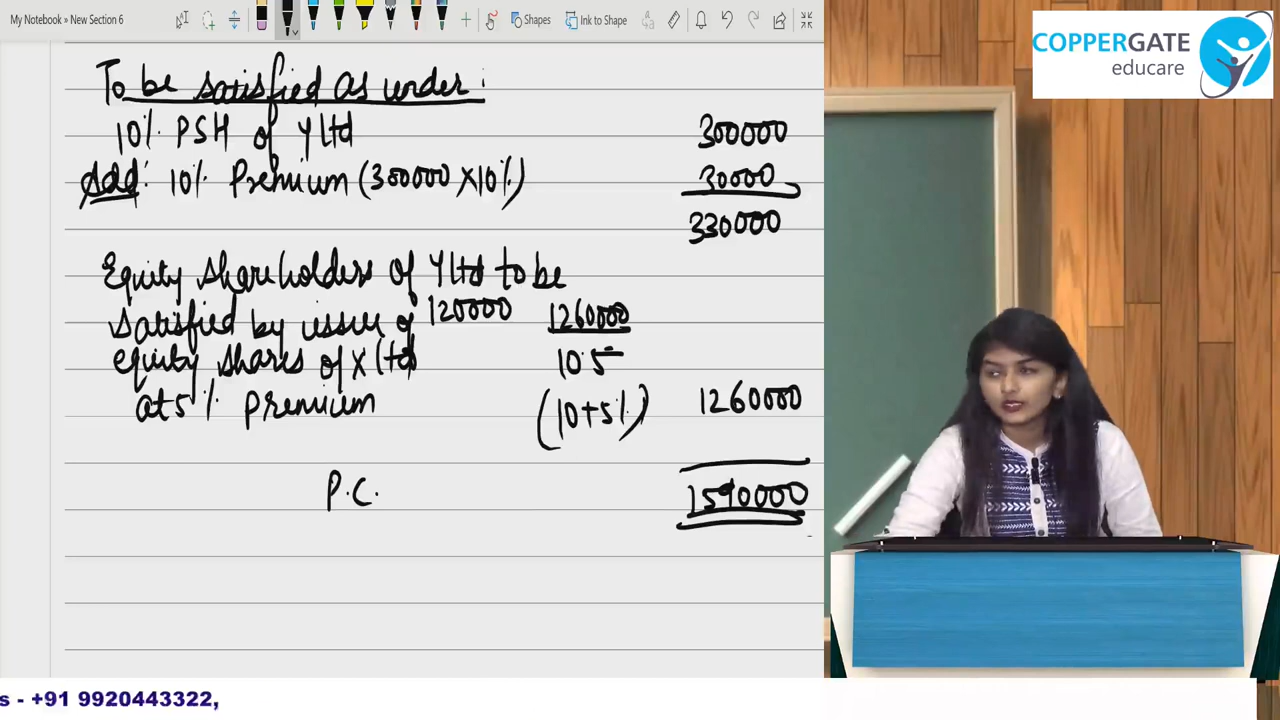 My Notebook » New Section 6
Shapes
Ink to Shape
COPPERGATE
educare
To be satisfied as under:
10% PSH of Y Ltd 300000
Add: 10% Premium (300000 x 10%) 30000
330000
Equity shareholders of Y Ltd to be
satisfied by issue of 120000 1260000
equity shares of X Ltd 10.5
at 5% premium (10+5%) 1260000
P.C. 1590000
s - +91 9920443322,